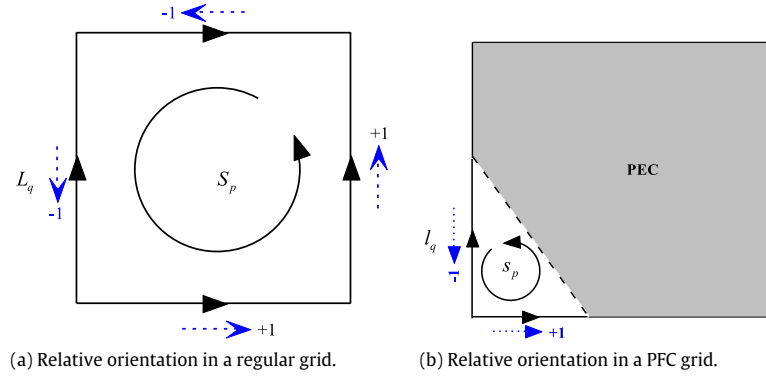 -1
+1
L_q
S_p
-1
+1
PEC
l_q
s_p
-1
+1
(a) Relative orientation in a regular grid.
(b) Relative orientation in a PFC grid.